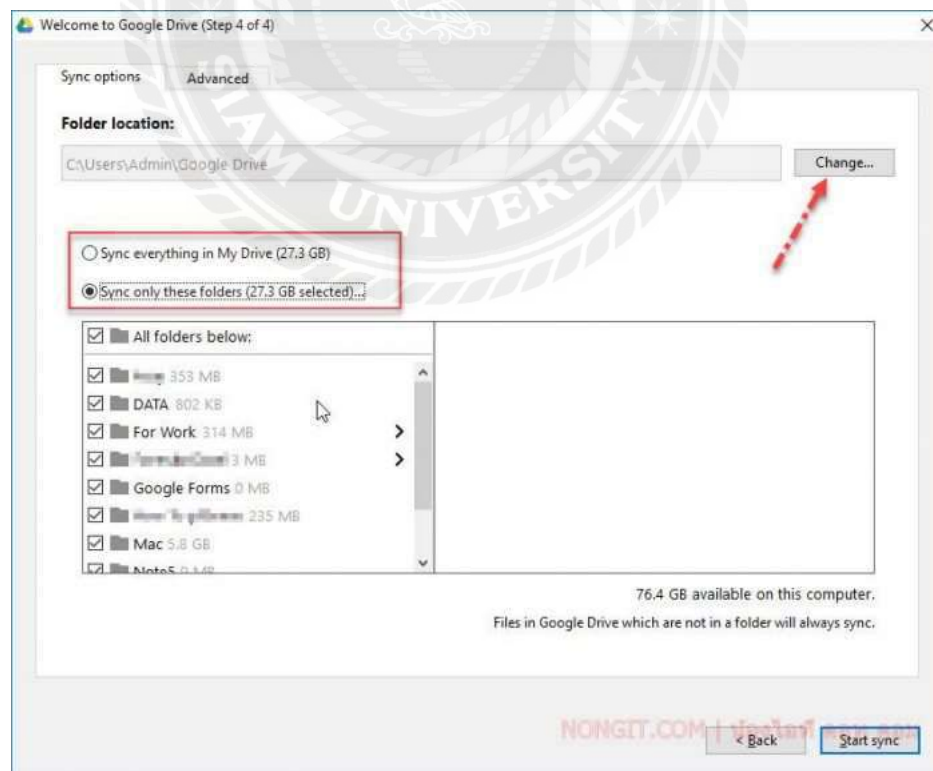 Welcome to Google Drive (Step 4 of 4)
Sync options Advanced
Folder location:
C:\Users\Admin\Google Drive
Change...
SIAM UNIVERSITY
Sync everything in My Drive (27.3 GB)
Sync only these folders (27.3 GB selected)...
All folders below:
353 MB
DATA 802 KB
For Work 314 MB
3 MB
Google Forms 0 MB
235 MB
Mac 5.8 GB
Note5 0 MB
76.4 GB available on this computer.
Files in Google Drive which are not in a folder will always sync.
NONGIT.COM |
< Back Start sync